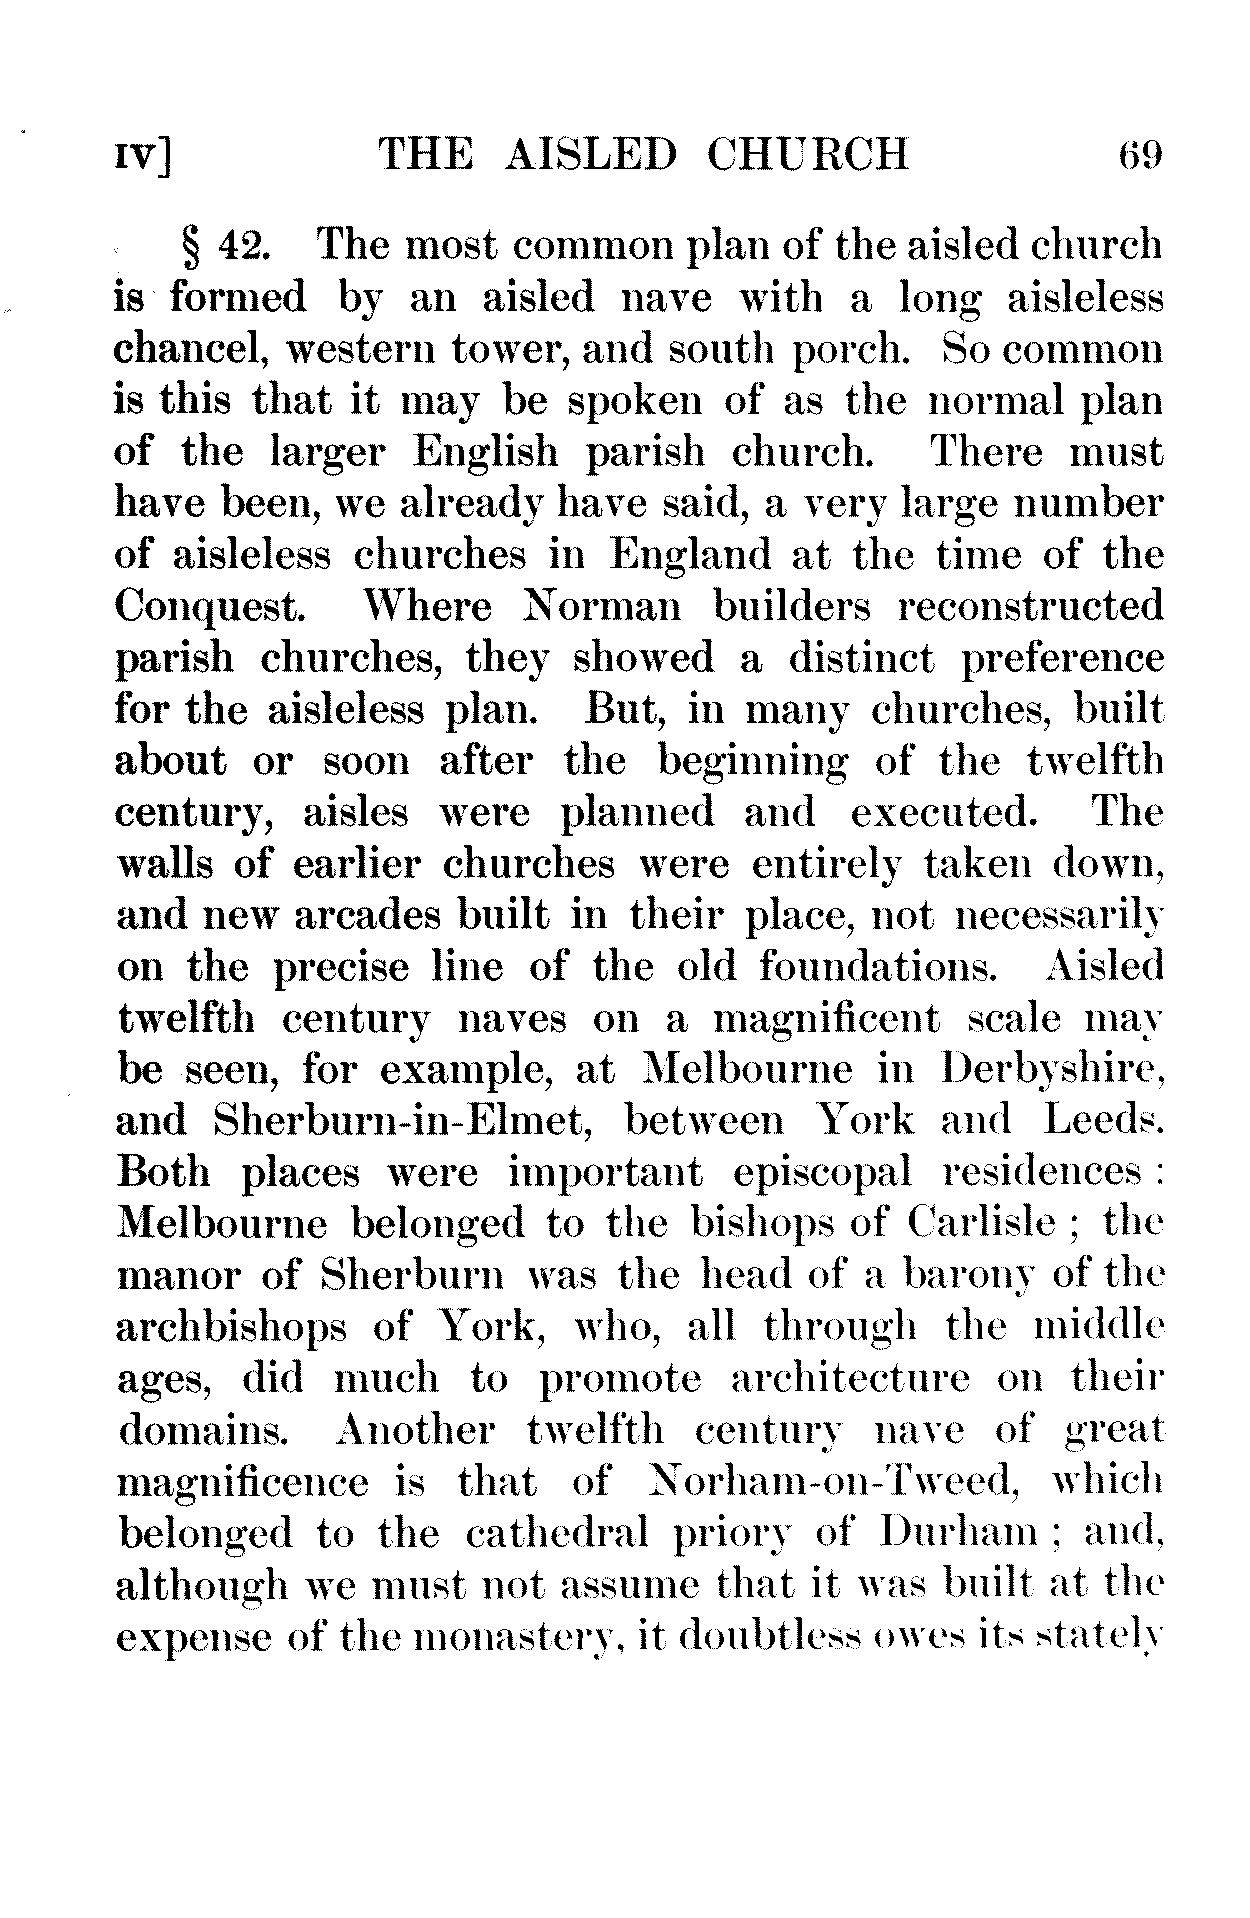 IV] THE AISLED CHURCH 69
§ 42. The most common plan of the aisled church
is formed by an aisled nave with a long aisleless
chancel, western tower, and south porch. So common
is this that it may be spoken of as the normal plan
of the larger English parish church. There must
have been, we already have said, a very large number
of aisleless churches in England at the time of the
Conquest. Where Norman builders reconstructed
parish churches, they showed a distinct preference
for the aisleless plan. But, in many churches, built
about or soon after the beginning of the twelfth
century, aisles were planned and executed. The
walls of earlier churches were entirely taken down,
and new arcades built in their place, not necessarily
on the precise line of the old foundations. Aisled
twelfth century naves on a magnificent scale may
be seen, for example, at Melbourne in Derbyshire,
and Sherburn-in-Elmet, between York and Leeds.
Both places were important episcopal residences :
Melbourne belonged to the bishops of Carlisle ; the
manor of Sherburn was the head of a barony of the
archbishops of York, who, all through the middle
ages, did much to promote architecture on their
domains. Another twelfth century nave of great
magnificence is that of Norham-on-Tweed, which
belonged to the cathedral priory of Durham ; and,
although we must not assume that it was built at the
expense of the monastery, it doubtless owes its stately